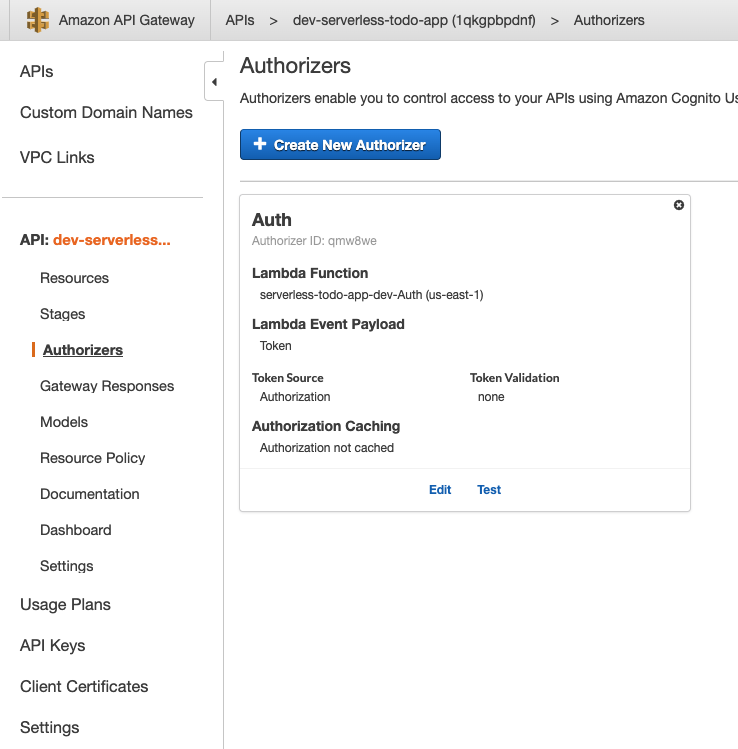 Amazon API Gateway
APIs > dev-serverless-todo-app (1qkgpbpdnf) > Authorizers
APIs
Custom Domain Names
VPC Links
API: dev-serverless...
Resources
Stages
Authorizers
Gateway Responses
Models
Resource Policy
Documentation
Dashboard
Settings
Usage Plans
API Keys
Client Certificates
Settings
Authorizers
Authorizers enable you to control access to your APIs using Amazon Cognito Us
+ Create New Authorizer
Auth
Authorizer ID: qmw8we
Lambda Function
serverless-todo-app-dev-Auth (us-east-1)
Lambda Event Payload
Token
Token Source
Authorization
Token Validation
none
Authorization Caching
Authorization not cached
Edit Test